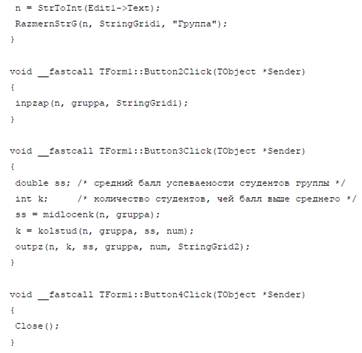 n = StrToInt(Edit1->Text);
RazmernStrG(n, StringGrid1, "Группа");
}
void __fastcall TForm1::Button2Click(TObject *Sender)
{
inpzap(n, gruppa, StringGrid1);
}
void __fastcall TForm1::Button3Click(TObject *Sender)
{
double ss; /* средний балл успеваемости студентов группы */
int k; /* количество студентов, чей балл выше среднего */
ss = midlocenk(n, gruppa);
k = kolstud(n, gruppa, ss, num);
outpz(n, k, ss, gruppa, num, StringGrid2);
}
void __fastcall TForm1::Button4Click(TObject *Sender)
{
Close();
}